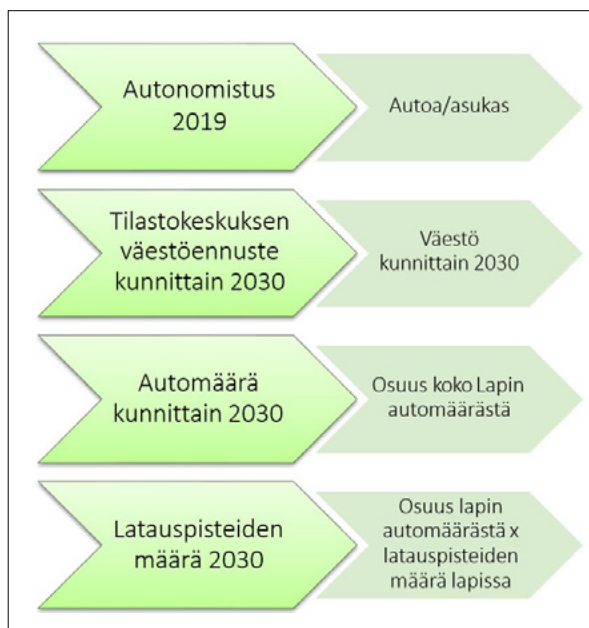 Autonomistus
2019
Autoa/asukas
Tilastokeskuksen
väestöennuste
kunnittain 2030
Väestö
kunnittain 2030
Automäärä
kunnittain 2030
Osuus koko Lapin
automäärästä
Latauspisteiden
määrä 2030
Osuus lapin
automäärästä x
latauspisteiden
määrä lapissa